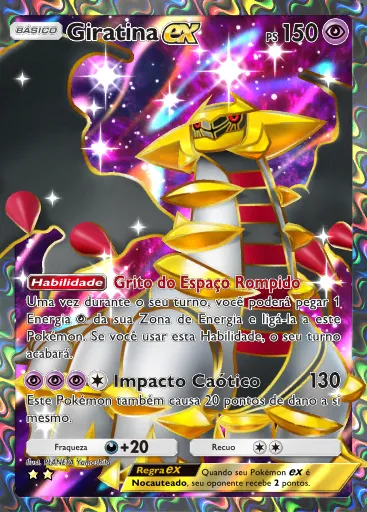 BÁSICO Giratina ex PS 150
Habilidade Grito do Espaço Rompido
Uma vez durante o seu turno, você poderá pegar 1
Energia da sua Zona de Energia e ligá-la a este
Pokémon. Se você usar esta Habilidade, o seu turno
acabará.
Impacto Caótico 130
Este Pokémon também causa 20 pontos de dano a si
mesmo.
Fraqueza +20 Recuo
Ilust. PLANETA
Regra ex Quando seu Pokémon ex é
Nocauteado, seu oponente recebe 2 pontos.